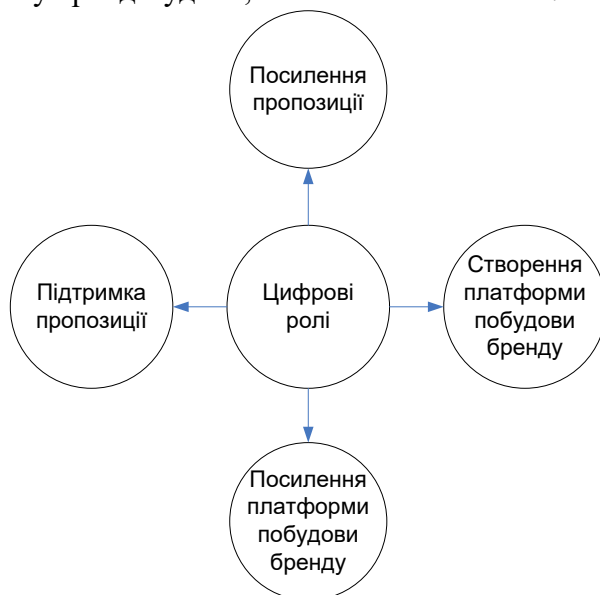 Посилення
пропозиції
Підтримка
пропозиції
Цифрові
ролі
Створення
платформи
побудови
бренду
Посилення
платформи
побудови
бренду